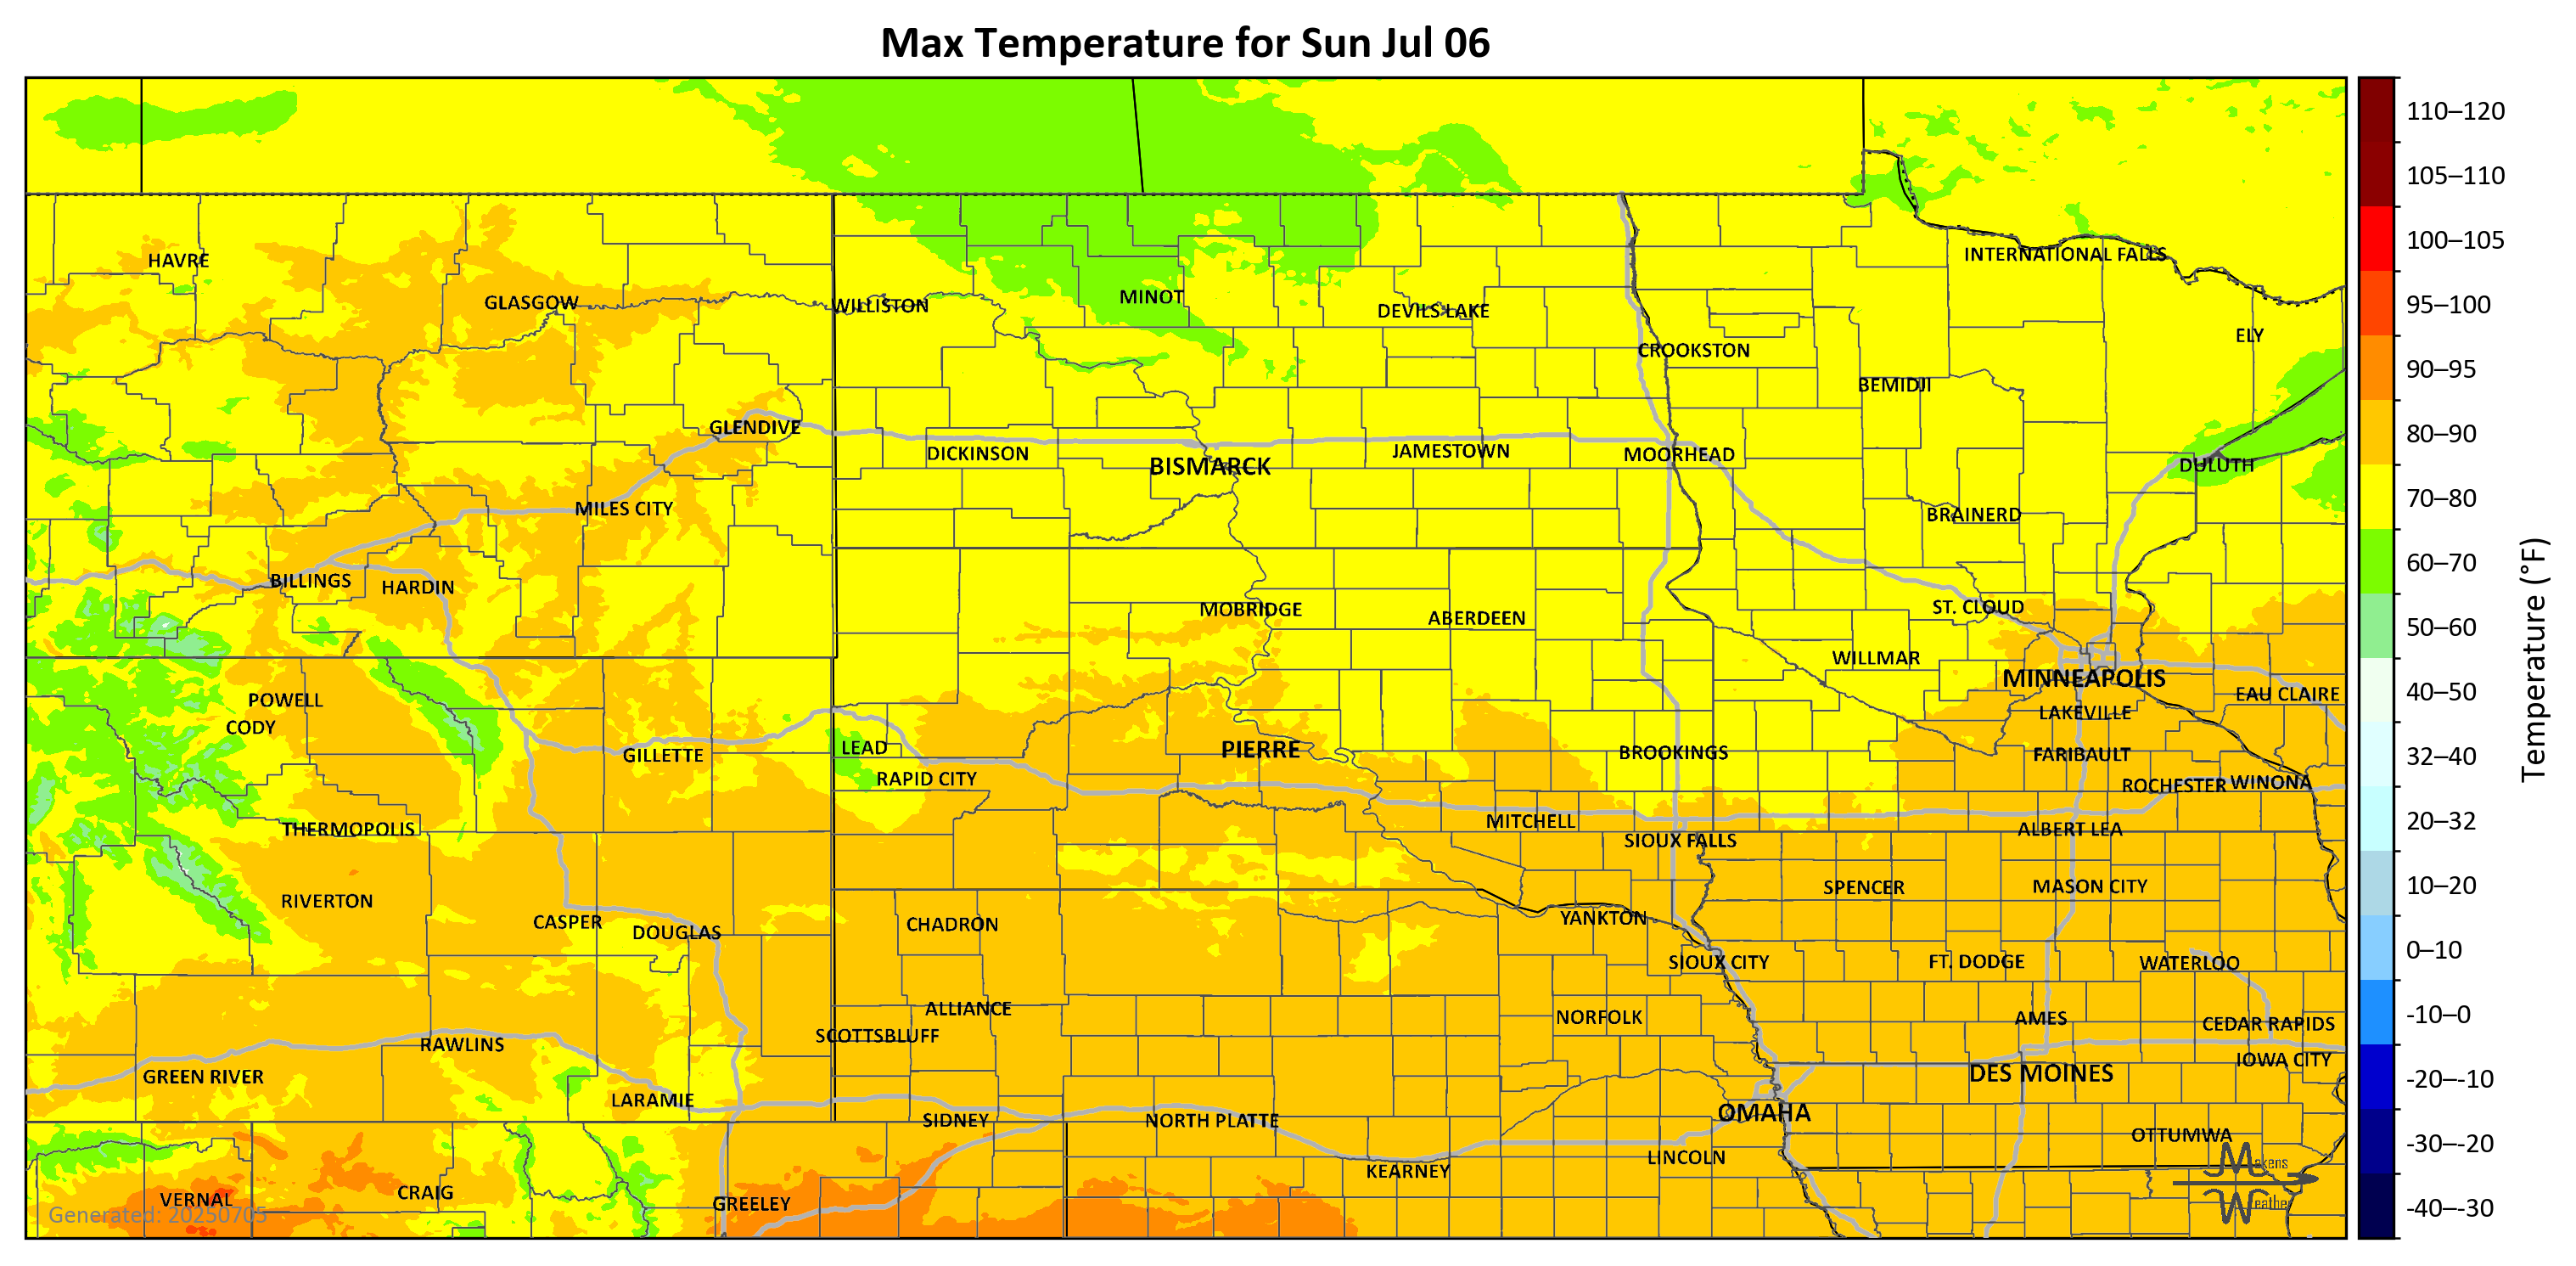 Max Temperature for Sun Jul 06
110–120
105–110
100–105
95–100
90–95
80–90
70–80
60–70
50–60
40–50
32–40
20–32
10–20
0–10
-10–0
-20–-10
-30–-20
-40–-30
Temperature (°F)
HAVRE
INTERNATIONAL FALLS
GLASGOW
WILLISTON
MINOT
DEVILS LAKE
ELY
CROOKSTON
BEMIDJI
GLENDIVE
DICKINSON
BISMARCK
JAMESTOWN
MOORHEAD
DULUTH
MILES CITY
BRAINERD
BILLINGS
HARDIN
MOBRIDGE
ABERDEEN
ST. CLOUD
WILLMAR
MINNEAPOLIS
POWELL
EAU CLAIRE
CODY
LAKEVILLE
GILLETTE
LEAD
PIERRE
BROOKINGS
FARIBAULT
RAPID CITY
ROCHESTER
WINONA
THERMOPOLIS
MITCHELL
SIOUX FALLS
ALBERT LEA
RIVERTON
SPENCER
MASON CITY
CASPER
DOUGLAS
CHADRON
YANKTON
SIOUX CITY
FT. DODGE
WATERLOO
ALLIANCE
NORFOLK
AMES
CEDAR RAPIDS
SCOTTSBLUFF
RAWLINS
IOWA CITY
GREEN RIVER
DES MOINES
LARAMIE
SIDNEY
NORTH PLATTE
OMAHA
OTTUMWA
LINCOLN
KEARNEY
VERNAL
CRAIG
GREELEY
Generated: 20250705
Makens
Weather